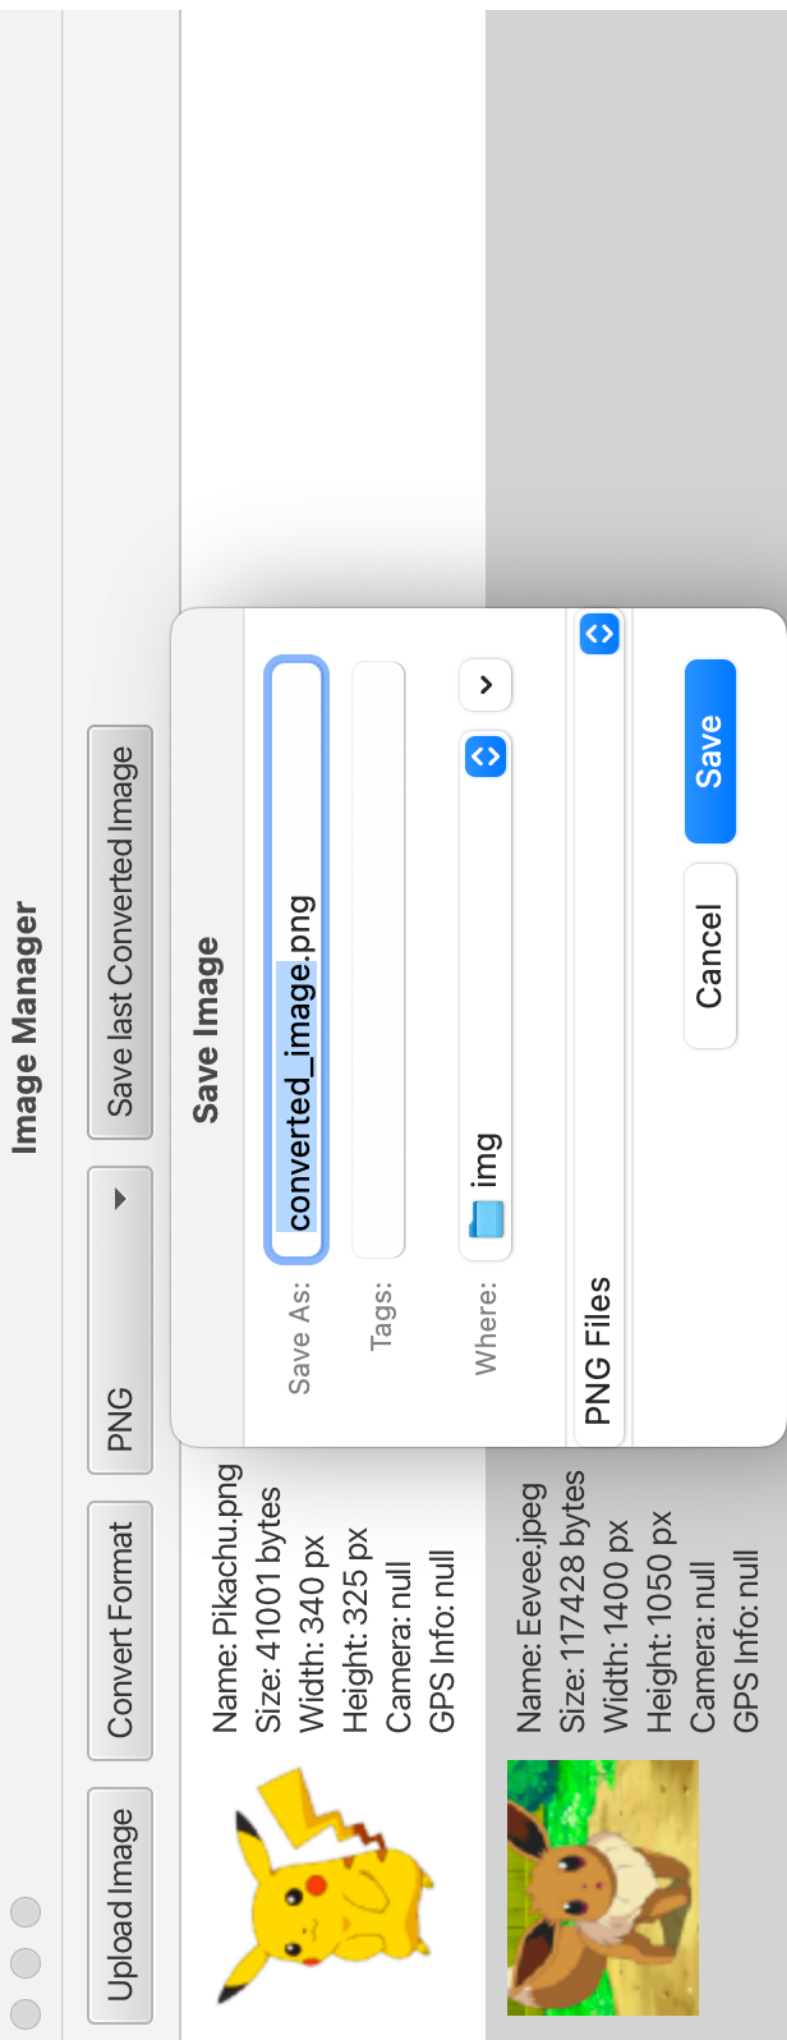 Image Manager
Upload Image
Convert Format
PNG
Save last Converted Image
Name: Pikachu.png
Size: 41001 bytes
Width: 340 px
Height: 325 px
Camera: null
GPS Info: null
Name: Eevee.jpeg
Size: 117428 bytes
Width: 1400 px
Height: 1050 px
Camera: null
GPS Info: null
Save Image
Save As: converted_image.png
Tags:
Where: img
PNG Files
Cancel
Save